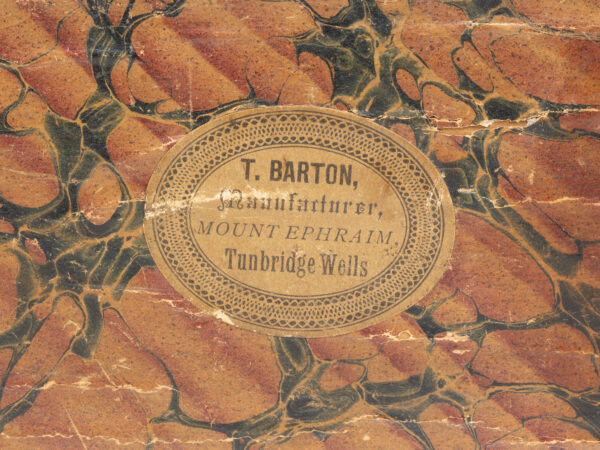 T. BARTON,
Manufacturer,
MOUNT EPHRAIM,
Tunbridge Wells